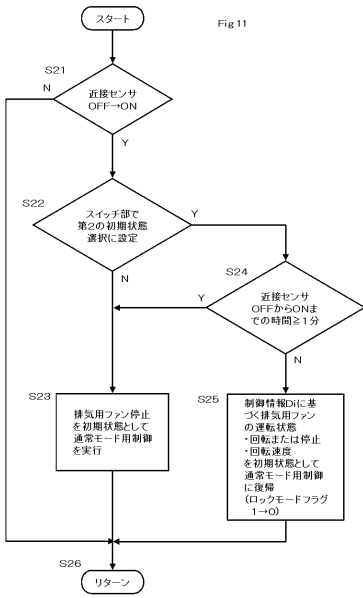 スタート
Fig11
S21
近接センサ
OFF→ON
N
Y
S22
スイッチ部で
第2の初期状態
選択に設定
Y
N
S24
近接センサ
OFFからONま
での時間≧1分
Y
N
S23
排気用ファン停止
を初期状態として
通常モード用制御
を実行
S25
制御情報Diに基
づく排気用ファン
の運転状態
・回転または停止
・回転速度
を初期状態として
通常モード用制御
に復帰
(ロックモードフラグ
1→0)
S26
リターン